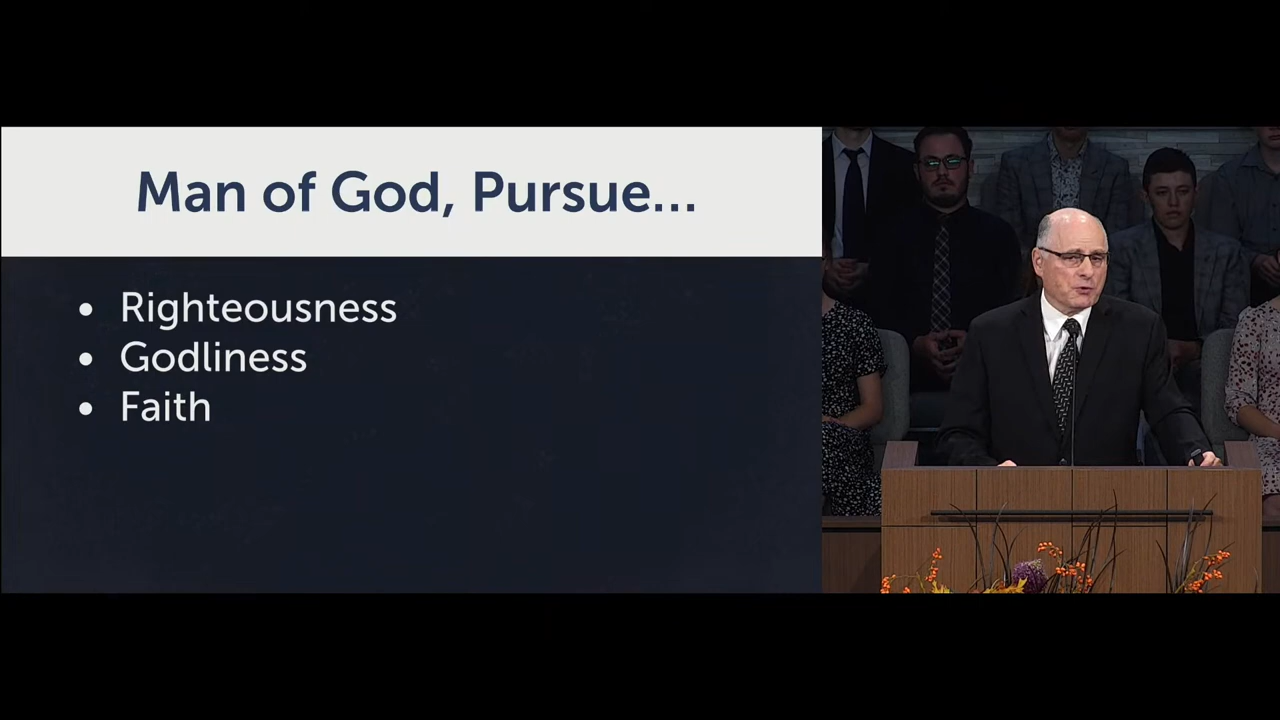 Man of God, Pursue...
• Righteousness
• Godliness
• Faith